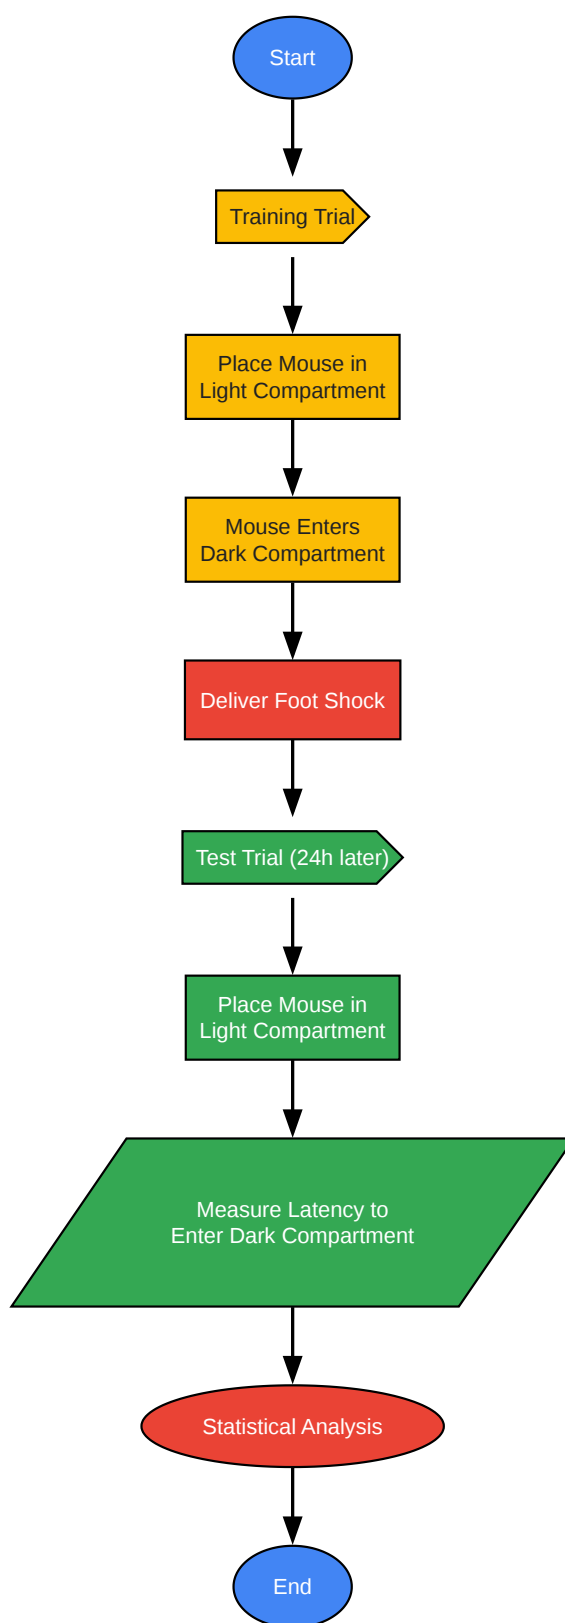 Start
Training Trial
Place Mouse in
Light Compartment
Mouse Enters
Dark Compartment
Deliver Foot Shock
Test Trial (24h later)
Place Mouse in
Light Compartment
Measure Latency to
Enter Dark Compartment
Statistical Analysis
End